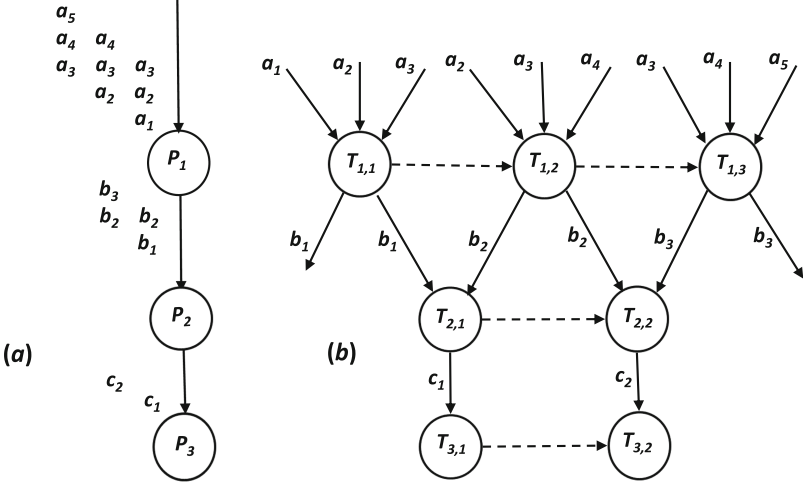 a5
a4 a4
a3 a3 a3
a2 a2
a1
P1
b3
b2 b2
b1
P2
(a)
c2
c1
P3
a1 a2 a3 a2 a3 a4 a3 a4 a5
T1,1 T1,2 T1,3
b1 b1 b2 b2 b3 b3
T2,1 T2,2
(b)
c1 c2
T3,1 T3,2